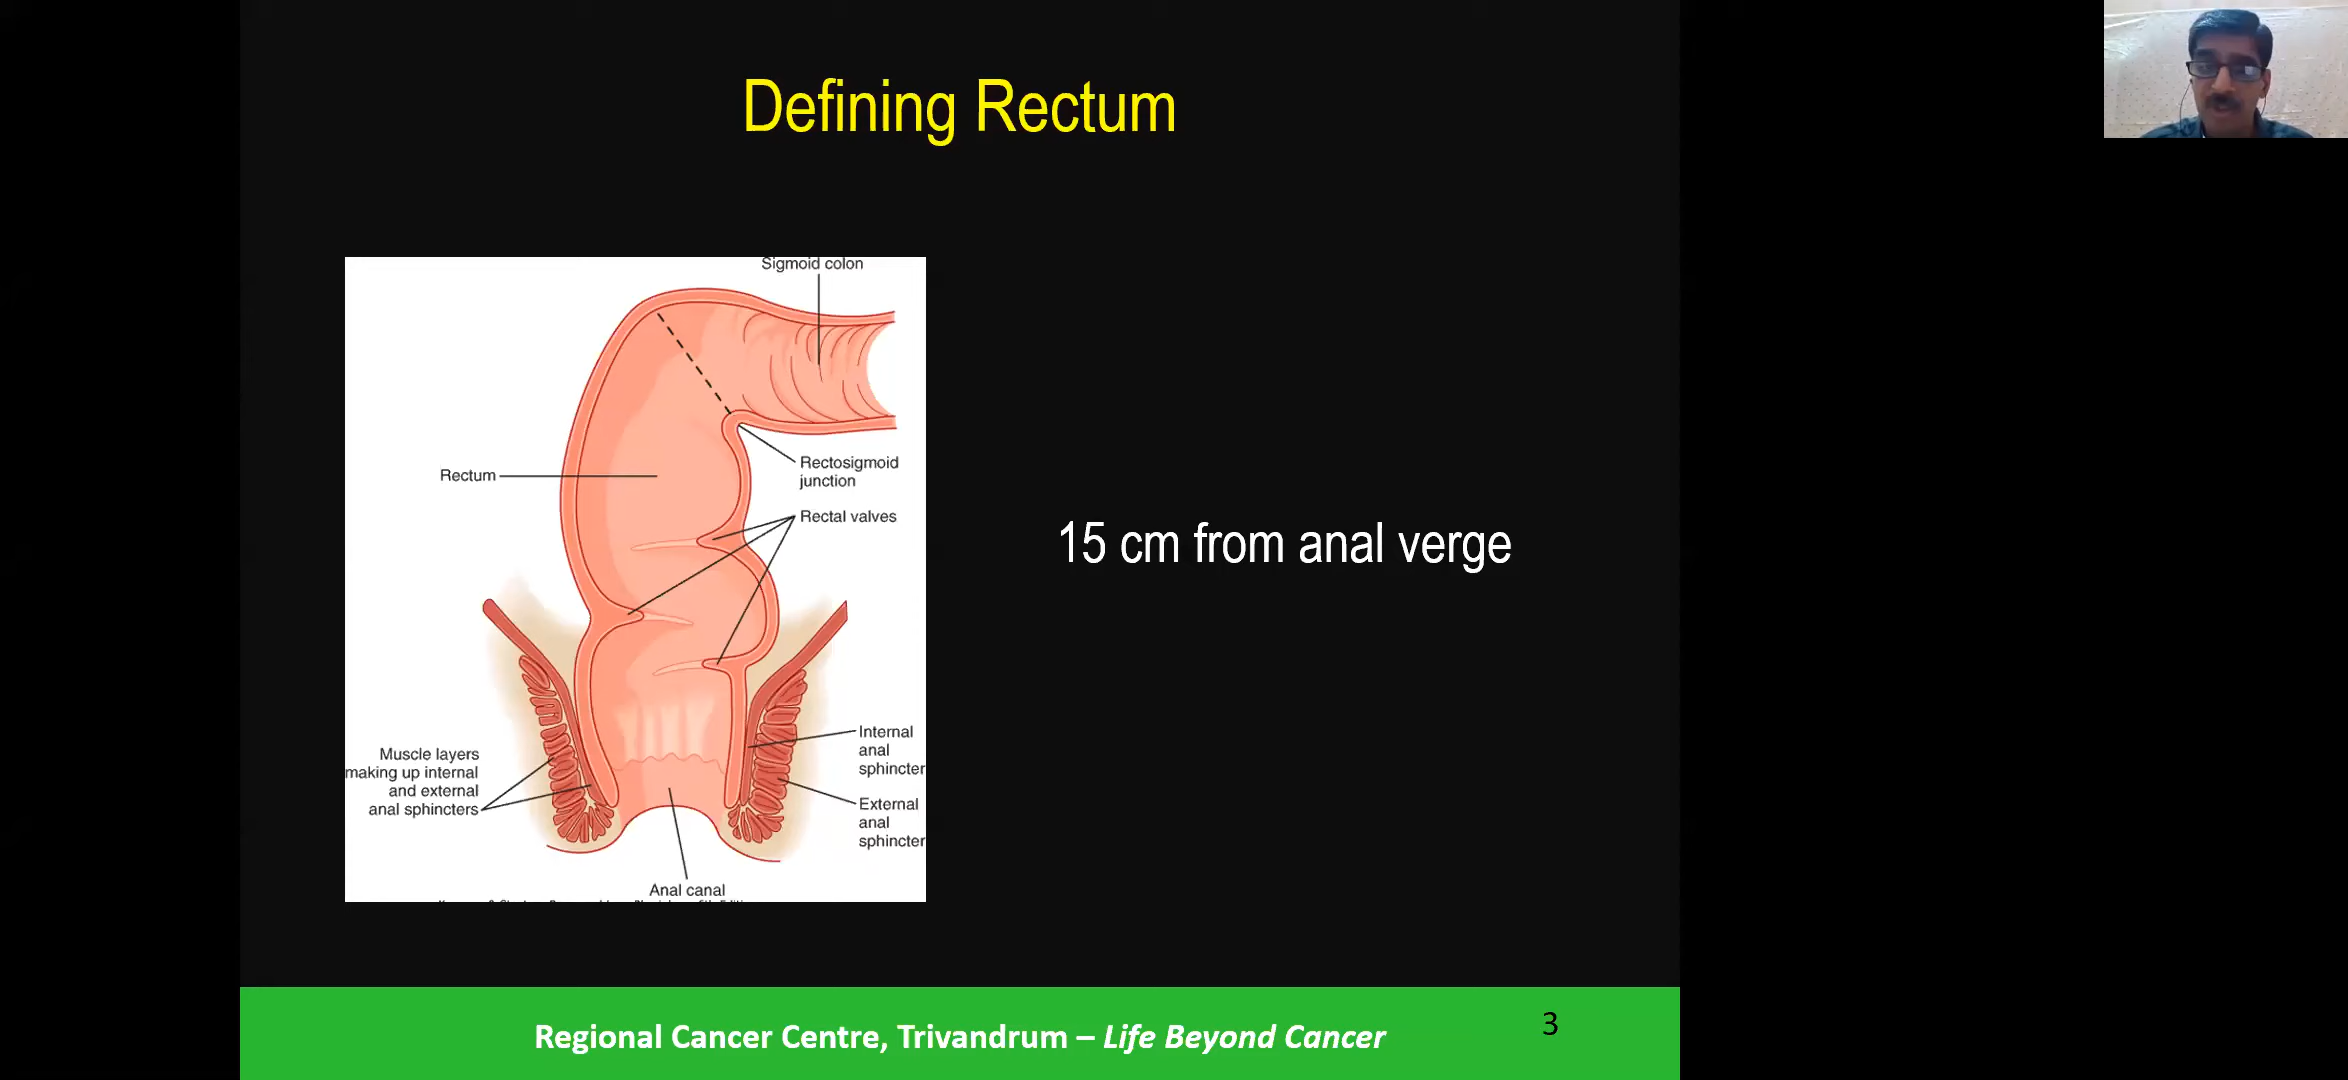 Defining Rectum
Sigmoid colon
Rectosigmoid
junction
Rectum
Rectal valves
15 cm from anal verge
Internal
anal
sphincter
Muscle layers
making up internal
and external
anal sphincters
External
anal
sphincter
Anal canal
Regional Cancer Centre, Trivandrum – Life Beyond Cancer
3